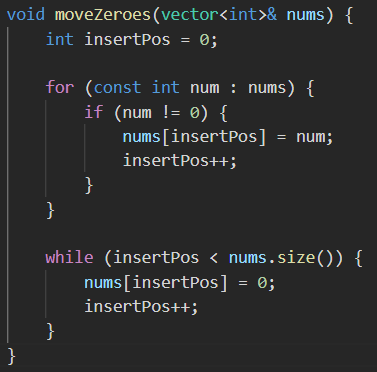 void moveZeroes(vector<int>& nums) {
    int insertPos = 0;

    for (const int num : nums) {
        if (num != 0) {
            nums[insertPos] = num;
            insertPos++;
        }
    }

    while (insertPos < nums.size()) {
        nums[insertPos] = 0;
        insertPos++;
    }
}